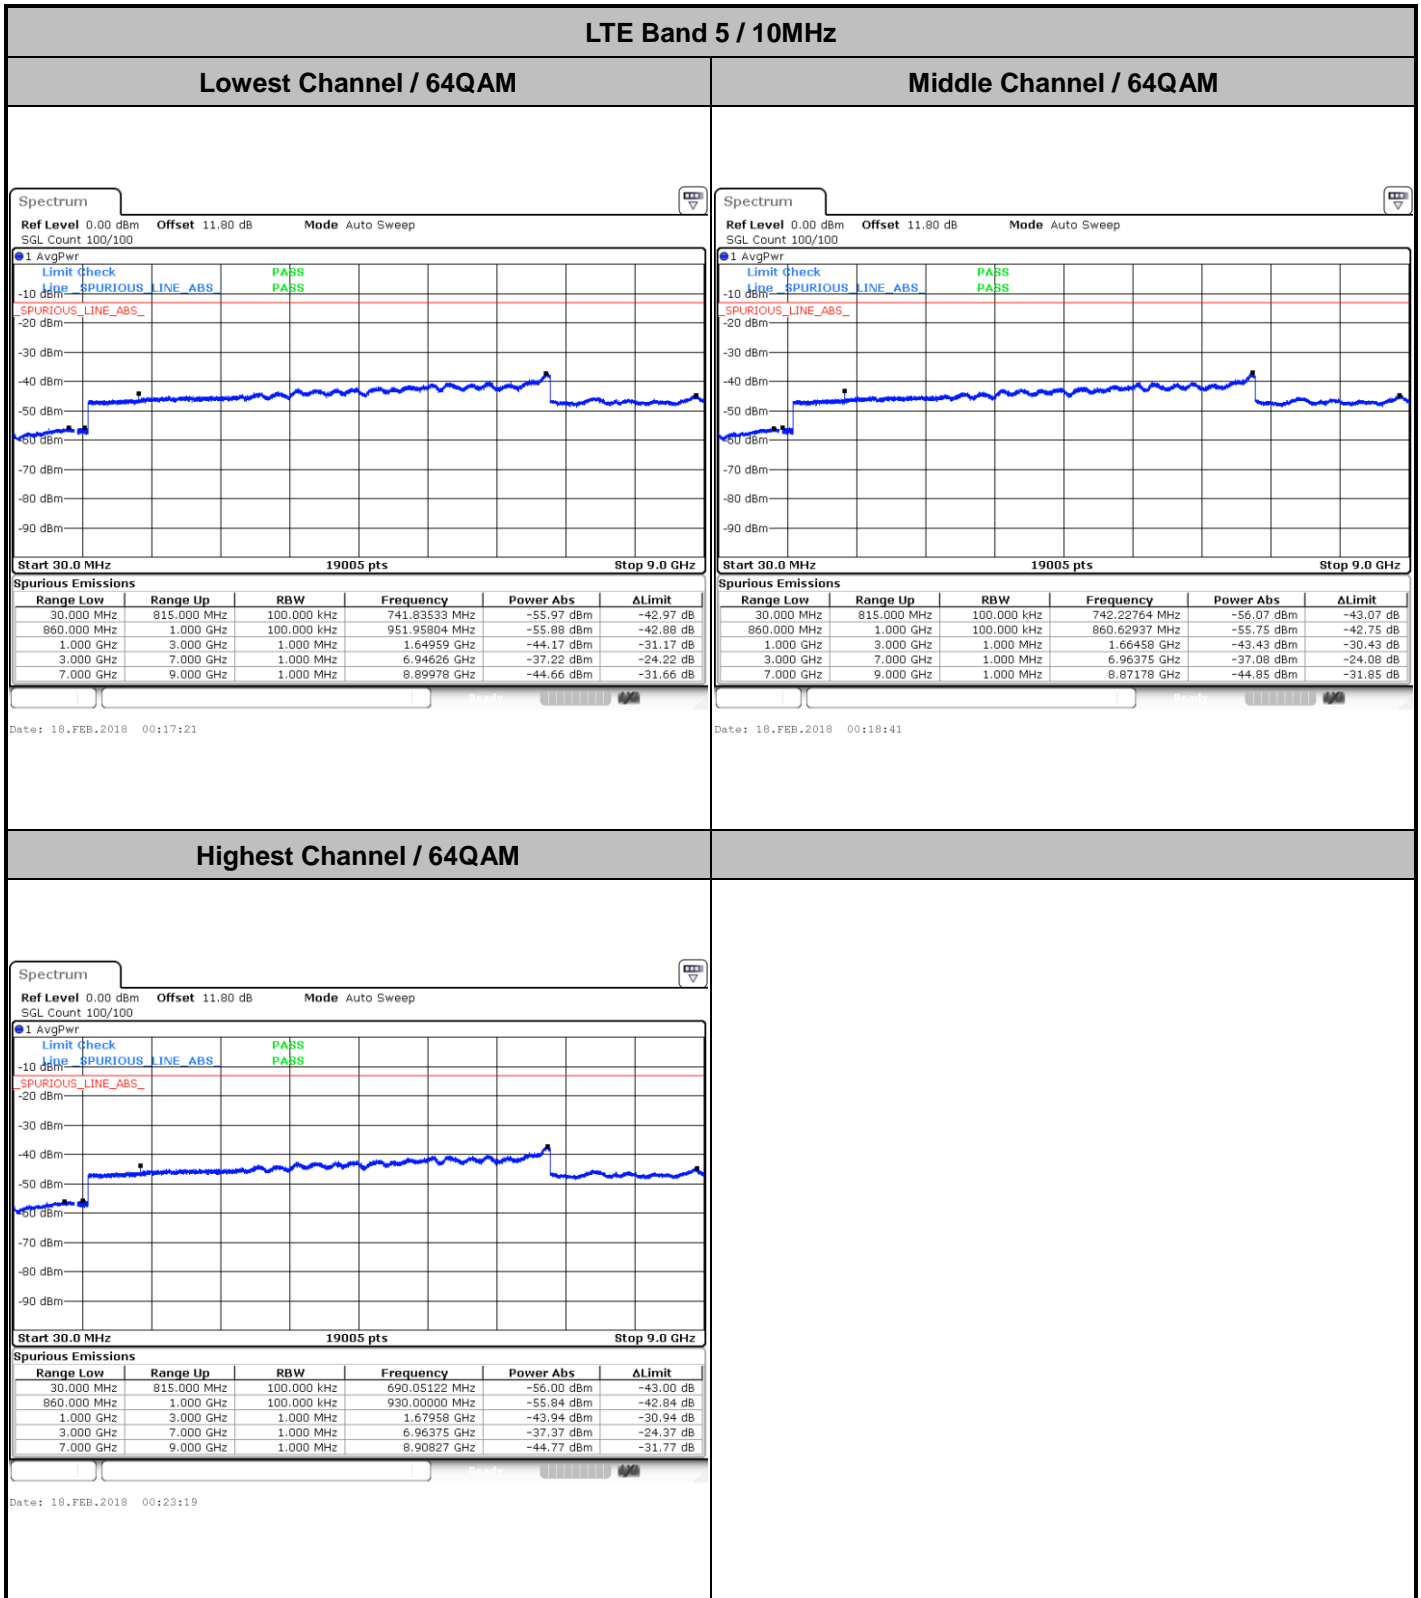 LTE Band 5 / 10MHz
Lowest Channel / 64QAM
Middle Channel / 64QAM
Spectrum
Ref Level 0.00 dBm Offset 11.80 dB Mode Auto Sweep
SGL Count 100/100
1 AvgPwr
Limit Check PASS
Line _SPURIOUS_LINE_ABS_ PASS
-10 dBm
_SPURIOUS_LINE_ABS_
-20 dBm
-30 dBm
-40 dBm
-50 dBm
-60 dBm
-70 dBm
-80 dBm
-90 dBm
Start 30.0 MHz 19005 pts Stop 9.0 GHz
Spurious Emissions
Range Low Range Up RBW Frequency Power Abs ΔLimit
30.000 MHz 815.000 MHz 100.000 kHz 741.83533 MHz -55.97 dBm -42.97 dB
860.000 MHz 1.000 GHz 100.000 kHz 951.95804 MHz -55.88 dBm -42.88 dB
1.000 GHz 3.000 GHz 1.000 MHz 1.64959 GHz -44.17 dBm -31.17 dB
3.000 GHz 7.000 GHz 1.000 MHz 6.94626 GHz -37.22 dBm -24.22 dB
7.000 GHz 9.000 GHz 1.000 MHz 8.89978 GHz -44.66 dBm -31.66 dB
Date: 18.FEB.2018 00:17:21
Spectrum
Ref Level 0.00 dBm Offset 11.80 dB Mode Auto Sweep
SGL Count 100/100
1 AvgPwr
Limit Check PASS
Line _SPURIOUS_LINE_ABS_ PASS
-10 dBm
_SPURIOUS_LINE_ABS_
-20 dBm
-30 dBm
-40 dBm
-50 dBm
-60 dBm
-70 dBm
-80 dBm
-90 dBm
Start 30.0 MHz 19005 pts Stop 9.0 GHz
Spurious Emissions
Range Low Range Up RBW Frequency Power Abs ΔLimit
30.000 MHz 815.000 MHz 100.000 kHz 742.22764 MHz -56.07 dBm -43.07 dB
860.000 MHz 1.000 GHz 100.000 kHz 860.62937 MHz -55.75 dBm -42.75 dB
1.000 GHz 3.000 GHz 1.000 MHz 1.66458 GHz -43.43 dBm -30.43 dB
3.000 GHz 7.000 GHz 1.000 MHz 6.96375 GHz -37.08 dBm -24.08 dB
7.000 GHz 9.000 GHz 1.000 MHz 8.87178 GHz -44.85 dBm -31.85 dB
Ready
Date: 18.FEB.2018 00:18:41
Highest Channel / 64QAM
Spectrum
Ref Level 0.00 dBm Offset 11.80 dB Mode Auto Sweep
SGL Count 100/100
1 AvgPwr
Limit Check PASS
Line _SPURIOUS_LINE_ABS_ PASS
-10 dBm
_SPURIOUS_LINE_ABS_
-20 dBm
-30 dBm
-40 dBm
-50 dBm
-60 dBm
-70 dBm
-80 dBm
-90 dBm
Start 30.0 MHz 19005 pts Stop 9.0 GHz
Spurious Emissions
Range Low Range Up RBW Frequency Power Abs ΔLimit
30.000 MHz 815.000 MHz 100.000 kHz 690.05122 MHz -56.00 dBm -43.00 dB
860.000 MHz 1.000 GHz 100.000 kHz 930.00000 MHz -55.84 dBm -42.84 dB
1.000 GHz 3.000 GHz 1.000 MHz 1.67958 GHz -43.94 dBm -30.94 dB
3.000 GHz 7.000 GHz 1.000 MHz 6.96375 GHz -37.37 dBm -24.37 dB
7.000 GHz 9.000 GHz 1.000 MHz 8.90827 GHz -44.77 dBm -31.77 dB
Date: 18.FEB.2018 00:23:19